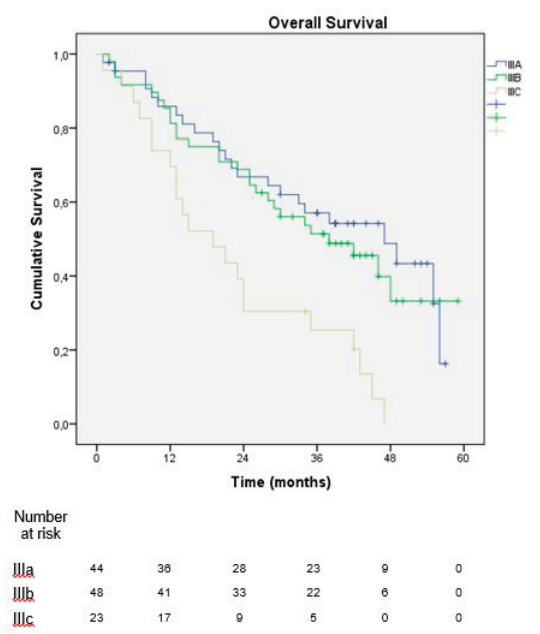 Overall Survival
1,0
0,8
0,6
0,4
0,2
0,0
Cumulative Survival
IIIA
IIIB
IIIC
0 12 24 36 48 60
Time (months)
Number
at risk
IIIa 44 36 28 23 9 0
IIIb 48 41 33 22 6 0
IIIc 23 17 9 5 0 0